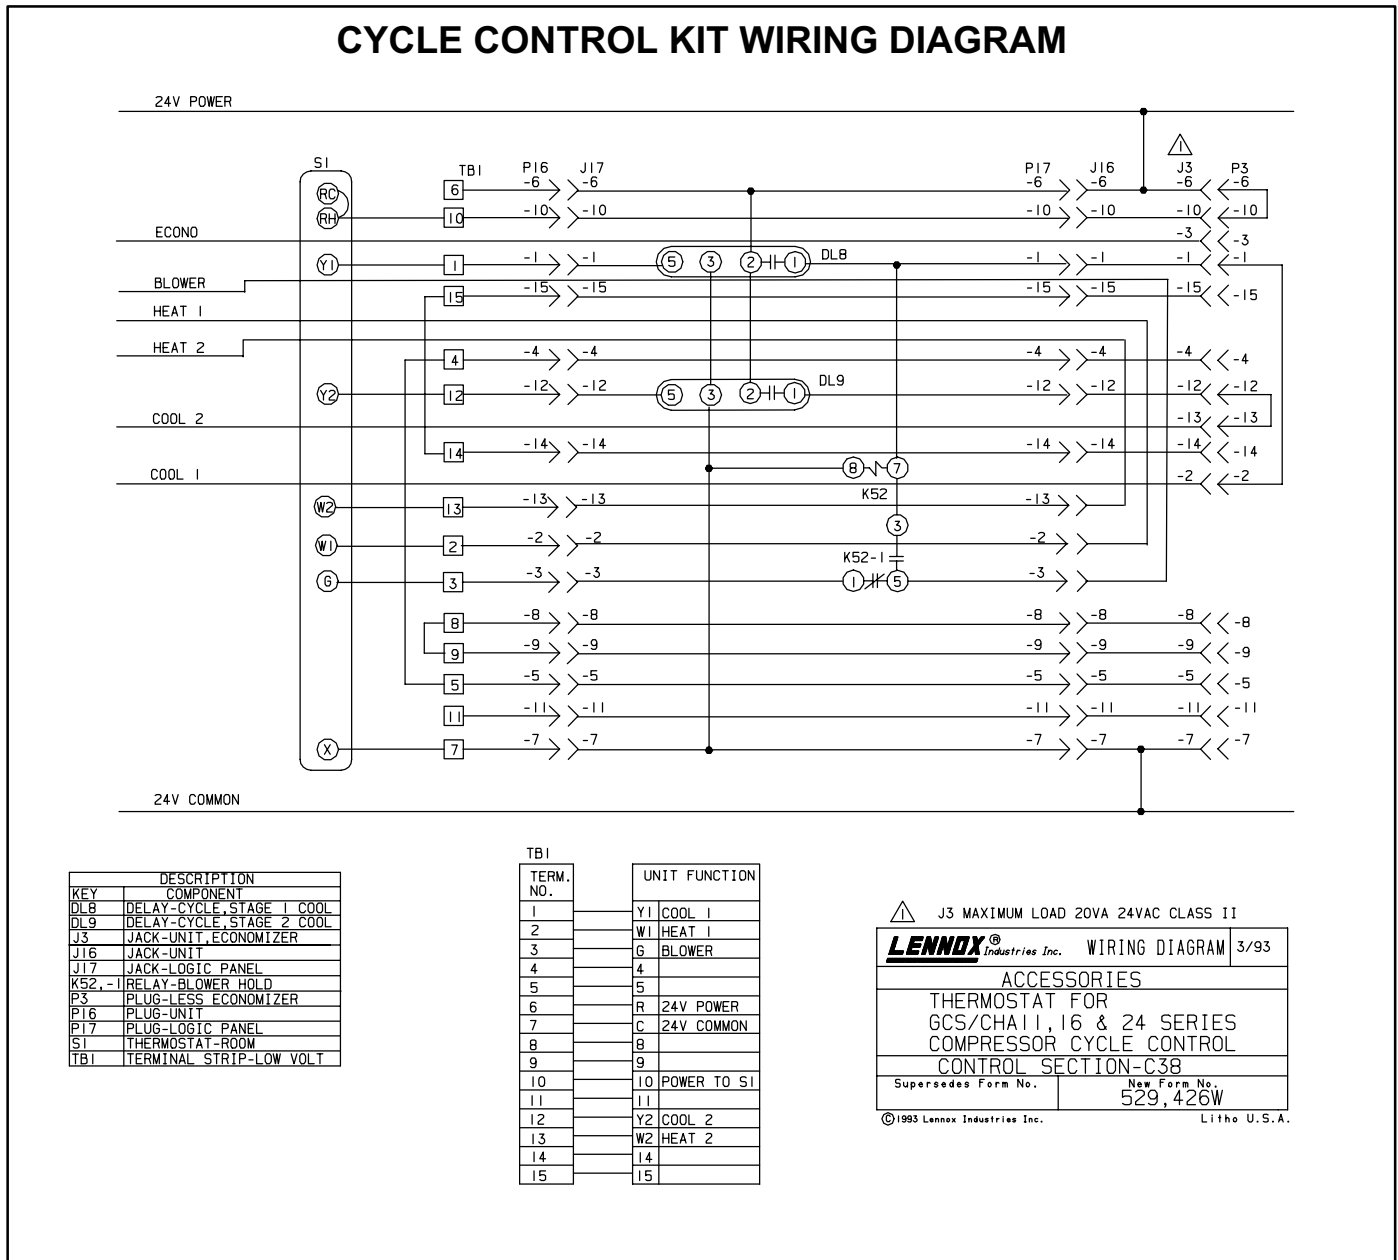 CYCLE CONTROL KIT WIRING DIAGRAM
24V POWER
S1
TB1 P16 J17 P17 J16 J3 P3
1
RC 6 -6 -6 -6 -6 -6 -6
RH 10 -10 -10 -10 -10 -10 -10
ECONO -3 -3
Y1 1 -1 -1 5 3 2 1 DL8 -1 -1 -1 -1
BLOWER 15 -15 -15 -15 -15 -15 -15
HEAT 1
HEAT 2 4 -4 -4 -4 -4 -4 -4
Y2 12 -12 -12 5 3 2 1 DL9 -12 -12 -12 -12
COOL 2 -13 -13
14 -14 -14 -14 -14 -14 -14
8 7
COOL 1 -2 -2
K52
W2 13 -13 -13 -13
3
W1 2 -2 -2 -2
K52-1
G 3 -3 -3 1 5 -3
8 -8 -8 -8 -8 -8 -8
9 -9 -9 -9 -9 -9 -9
5 -5 -5 -5 -5 -5 -5
11 -11 -11 -11 -11 -11 -11
X 7 -7 -7 -7 -7 -7 -7
24V COMMON
DESCRIPTION
KEY COMPONENT
DL8 DELAY-CYCLE,STAGE 1 COOL
DL9 DELAY-CYCLE,STAGE 2 COOL
J3 JACK-UNIT,ECONOMIZER
J16 JACK-UNIT
J17 JACK-LOGIC PANEL
K52,-1 RELAY-BLOWER HOLD
P3 PLUG-LESS ECONOMIZER
P16 PLUG-UNIT
P17 PLUG-LOGIC PANEL
S1 THERMOSTAT-ROOM
TB1 TERMINAL STRIP-LOW VOLT
TB1
TERM. NO. UNIT FUNCTION
1 Y1 COOL 1
2 W1 HEAT 1
3 G BLOWER
4 4
5 5
6 R 24V POWER
7 C 24V COMMON
8 8
9 9
10 10 POWER TO S1
11 11
12 Y2 COOL 2
13 W2 HEAT 2
14 14
15 15
1 J3 MAXIMUM LOAD 20VA 24VAC CLASS II
LENNOX ® Industries Inc. WIRING DIAGRAM 3/93
ACCESSORIES
THERMOSTAT FOR
GCS/CHA11,16 & 24 SERIES
COMPRESSOR CYCLE CONTROL
CONTROL SECTION-C38
Supersedes Form No. New Form No.
529,426W
©1993 Lennox Industries Inc. Litho U.S.A.